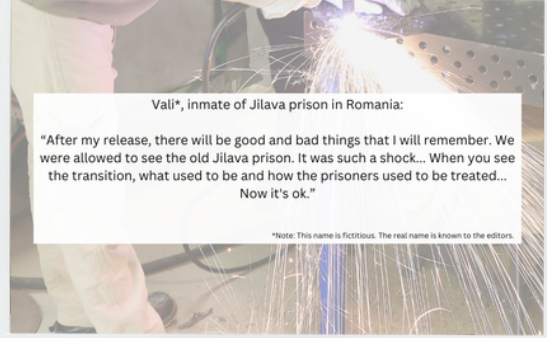 Vali*, inmate of Jilava prison in Romania:
“After my release, there will be good and bad things that I will remember. We
were allowed to see the old Jilava prison. It was such a shock... When you see
the transition, what used to be and how the prisoners used to be treated...
Now it's ok.”
*Note: This name is fictitious. The real name is known to the editors.